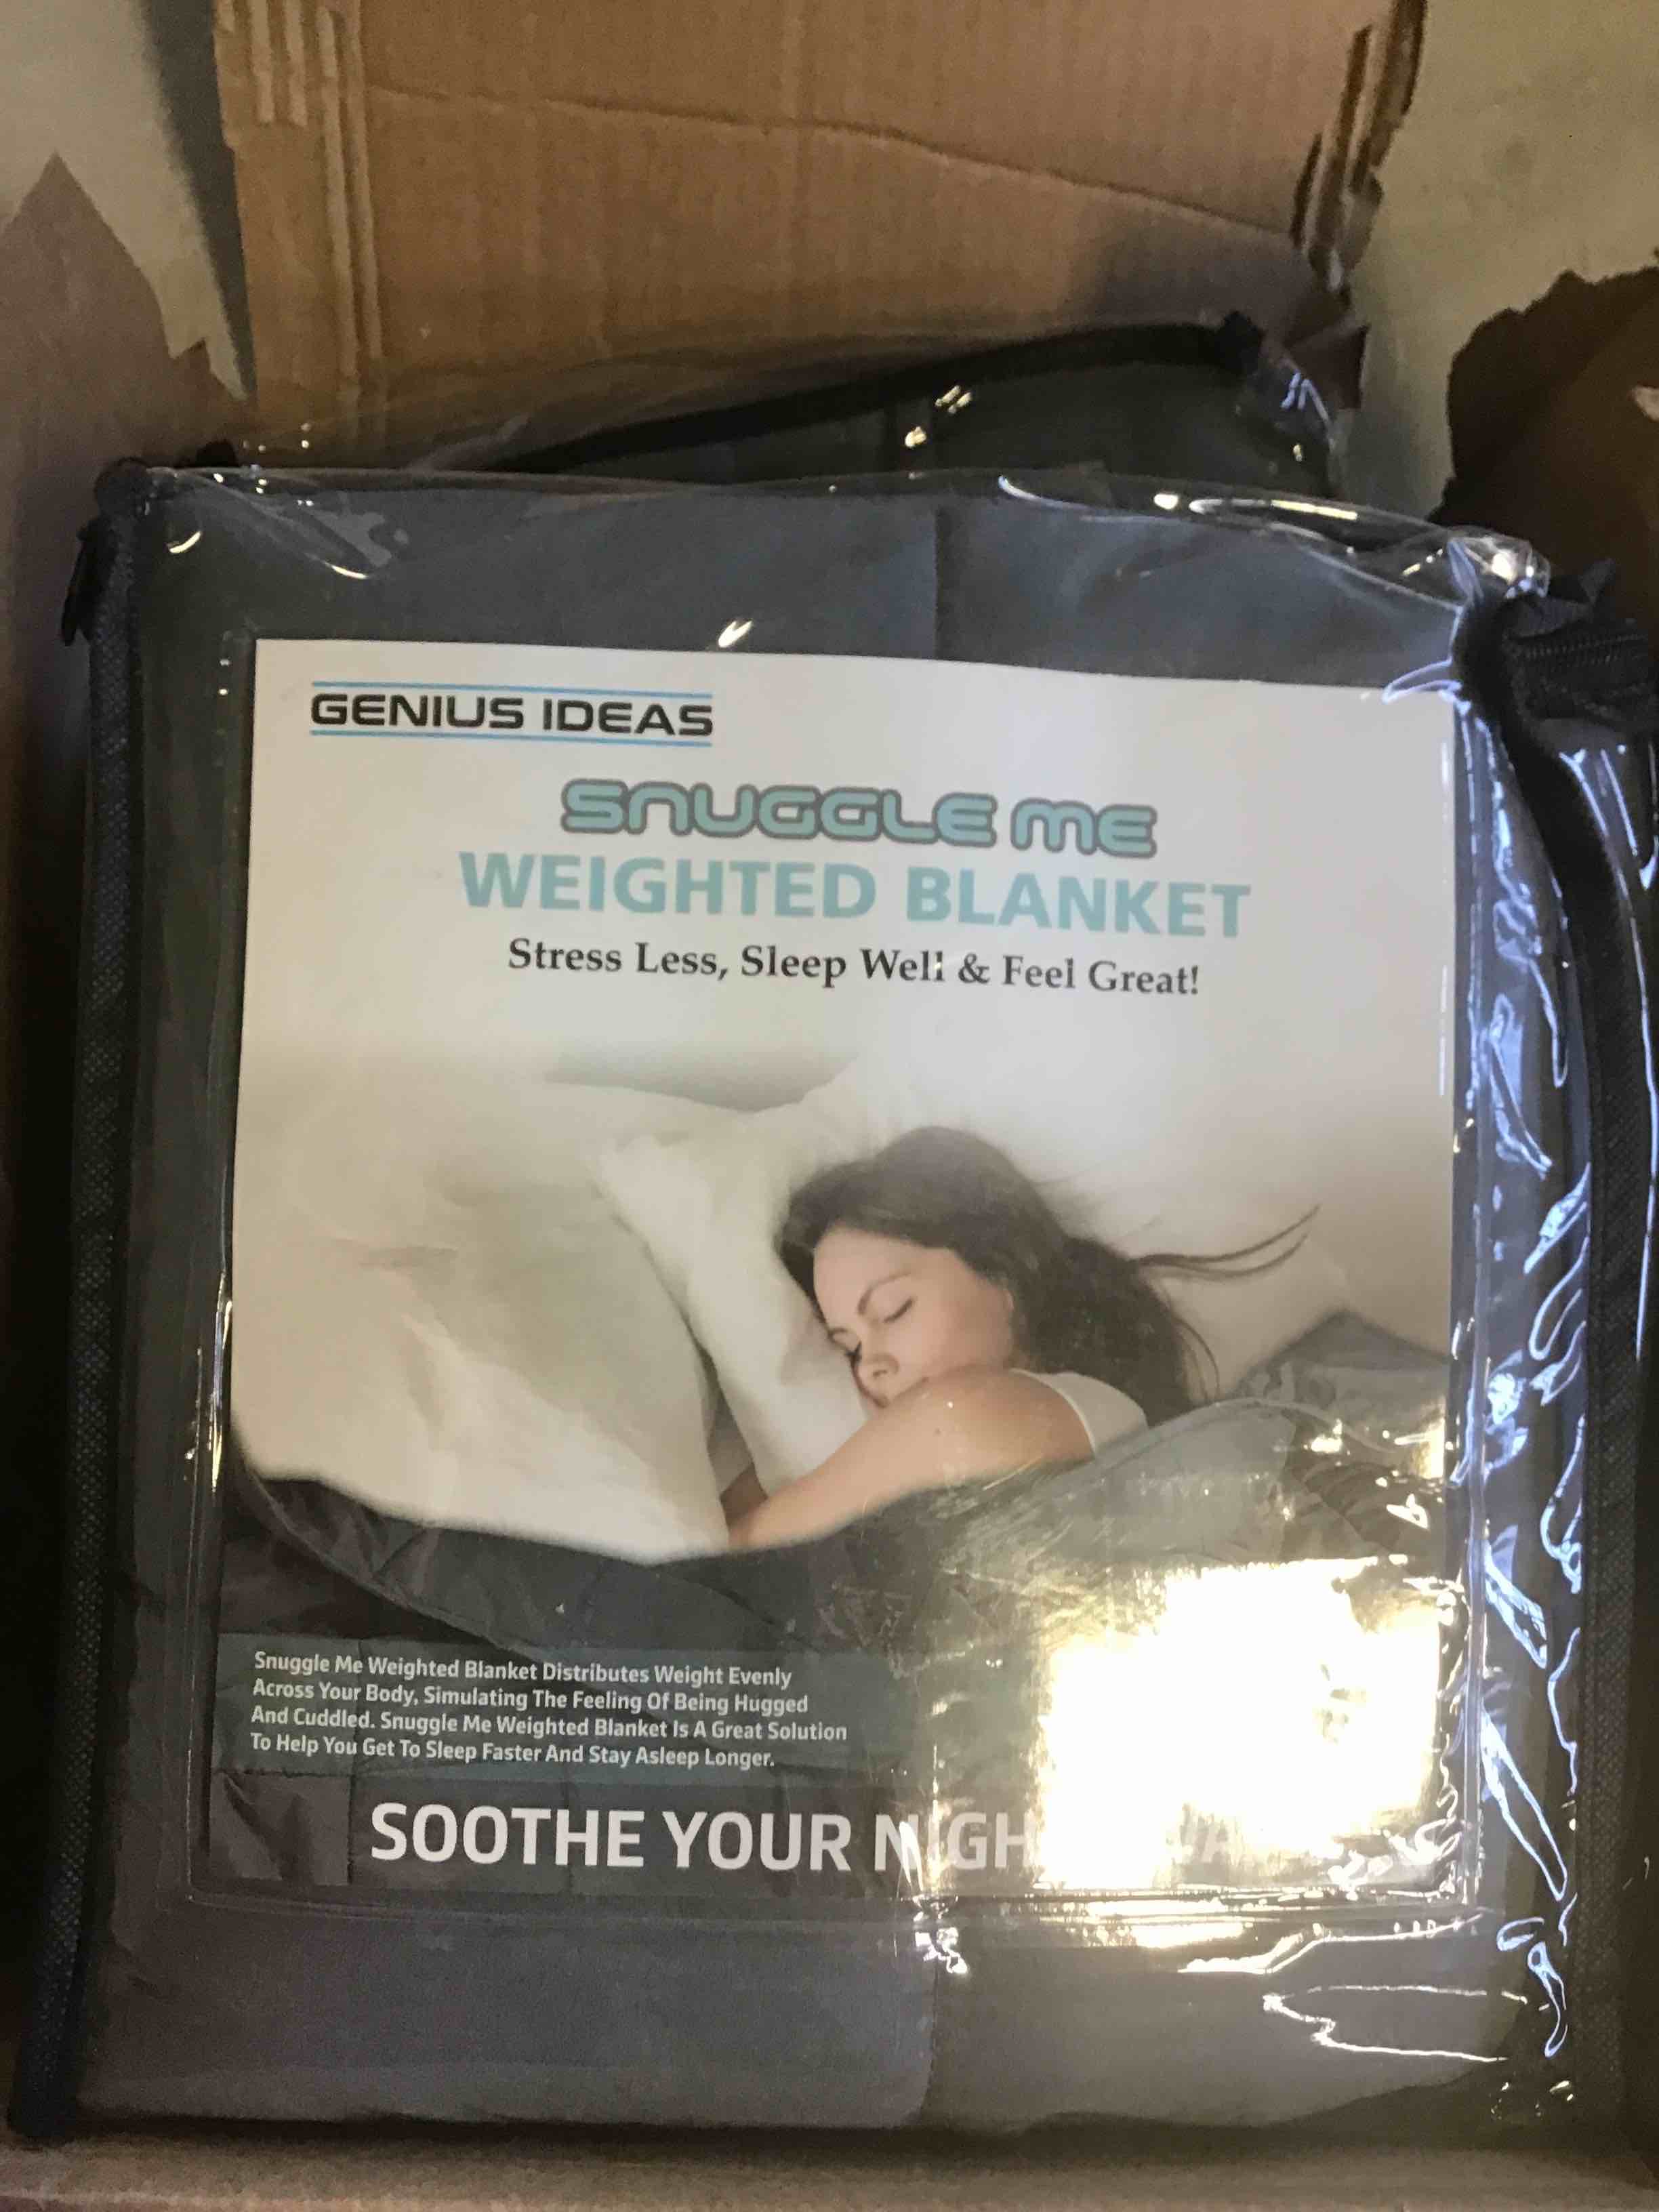 GENIUS IDEAS
SNUGGLE ME
WEIGHTED BLANKET
Stress Less, Sleep Well & Feel Great!
Snuggle Me Weighted Blanket Distributes Weight Evenly
Across Your Body, Simulating The Feeling Of Being Hugged
And Cuddled. Snuggle Me Weighted Blanket Is A Great Solution
To Help You Get To Sleep Faster And Stay Asleep Longer.
SOOTHE YOUR